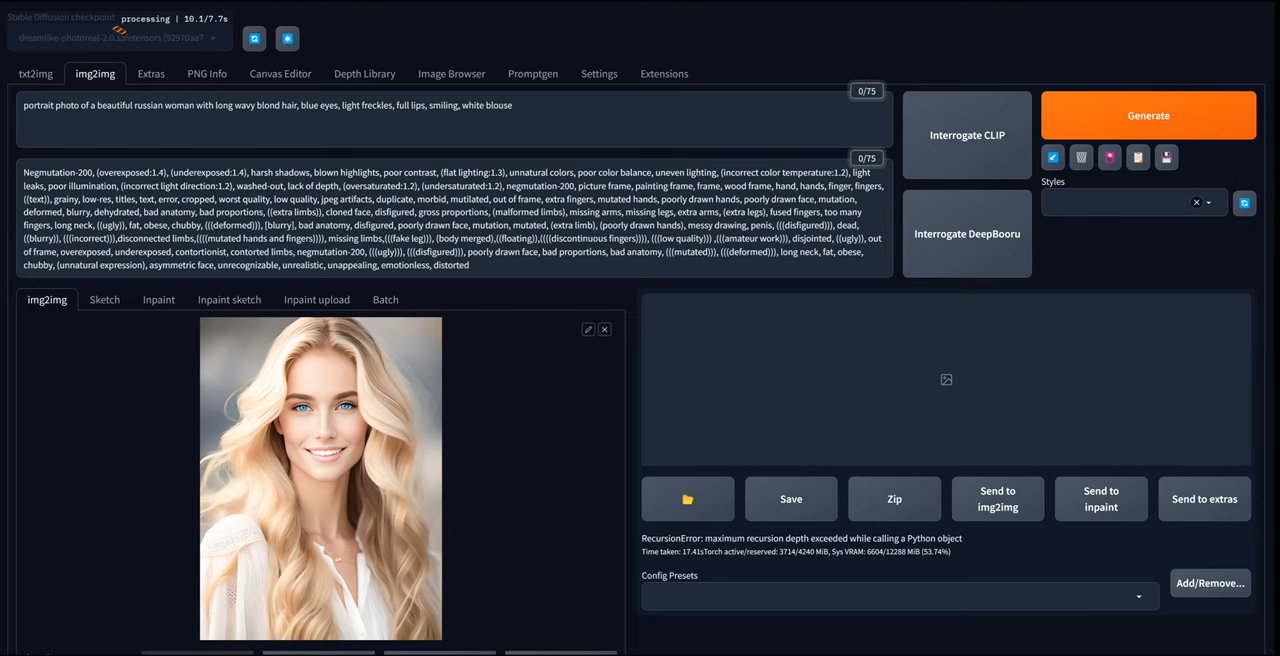 Stable Diffusion checkpoint
processing | 10.1/7.7s
dreamlike-photoreal-2.0.safetensors [92970aa7
txt2img img2img Extras PNG Info Canvas Editor Depth Library Image Browser Promptgen Settings Extensions
0/75
portrait photo of a beautiful russian woman with long wavy blond hair, blue eyes, light freckles, full lips, smiling, white blouse
Interrogate CLIP
Generate
0/75
Negmutation-200, (overexposed:1.4), (underexposed:1.4), harsh shadows, blown highlights, poor contrast, (flat lighting:1.3), unnatural colors, poor color balance, uneven lighting, (incorrect color temperature:1.2), light
leaks, poor illumination, (incorrect light direction:1.2), washed-out, lack of depth, (oversaturated:1.2), (undersaturated:1.2), negmutation-200, picture frame, painting frame, frame, wood frame, hand, hands, finger, fingers,
((text)), grainy, low-res, titles, text, error, cropped, worst quality, low quality, jpeg artifacts, duplicate, morbid, mutilated, out of frame, extra fingers, mutated hands, poorly drawn hands, poorly drawn face, mutation,
deformed, blurry, dehydrated, bad anatomy, bad proportions, ((extra limbs)), cloned face, disfigured, gross proportions, (malformed limbs), missing arms, missing legs, extra arms, (extra legs), fused fingers, too many
fingers, long neck, ((ugly)), fat, obese, chubby, (((deformed))), [blurry], bad anatomy, disfigured, poorly drawn face, mutation, mutated, (extra limb), (poorly drawn hands), messy drawing, penis, (((disfigured))), dead,
((blurry)), (((incorrect))),disconnected limbs,((((mutated hands and fingers)))), missing limbs,(((fake leg))), (body merged),((floating)),((((discontinuous fingers)))), (((low quality))) ,(((amateur work))), disjointed, ((ugly)), out
of frame, overexposed, underexposed, contortionist, contorted limbs, negmutation-200, (((ugly))), (((disfigured))), poorly drawn face, bad proportions, bad anatomy, (((mutated))), (((deformed))), long neck, fat, obese,
chubby, (unnatural expression), asymmetric face, unrecognizable, unrealistic, unappealing, emotionless, distorted
Styles
Interrogate DeepBooru
img2img Sketch Inpaint Inpaint sketch Inpaint upload Batch
Save
Zip
Send to
img2img
Send to
inpaint
Send to extras
RecursionError: maximum recursion depth exceeded while calling a Python object
Time taken: 17.41sTorch active/reserved: 3714/4240 MiB, Sys VRAM: 6604/12288 MiB (53.74%)
Config Presets
Add/Remove...